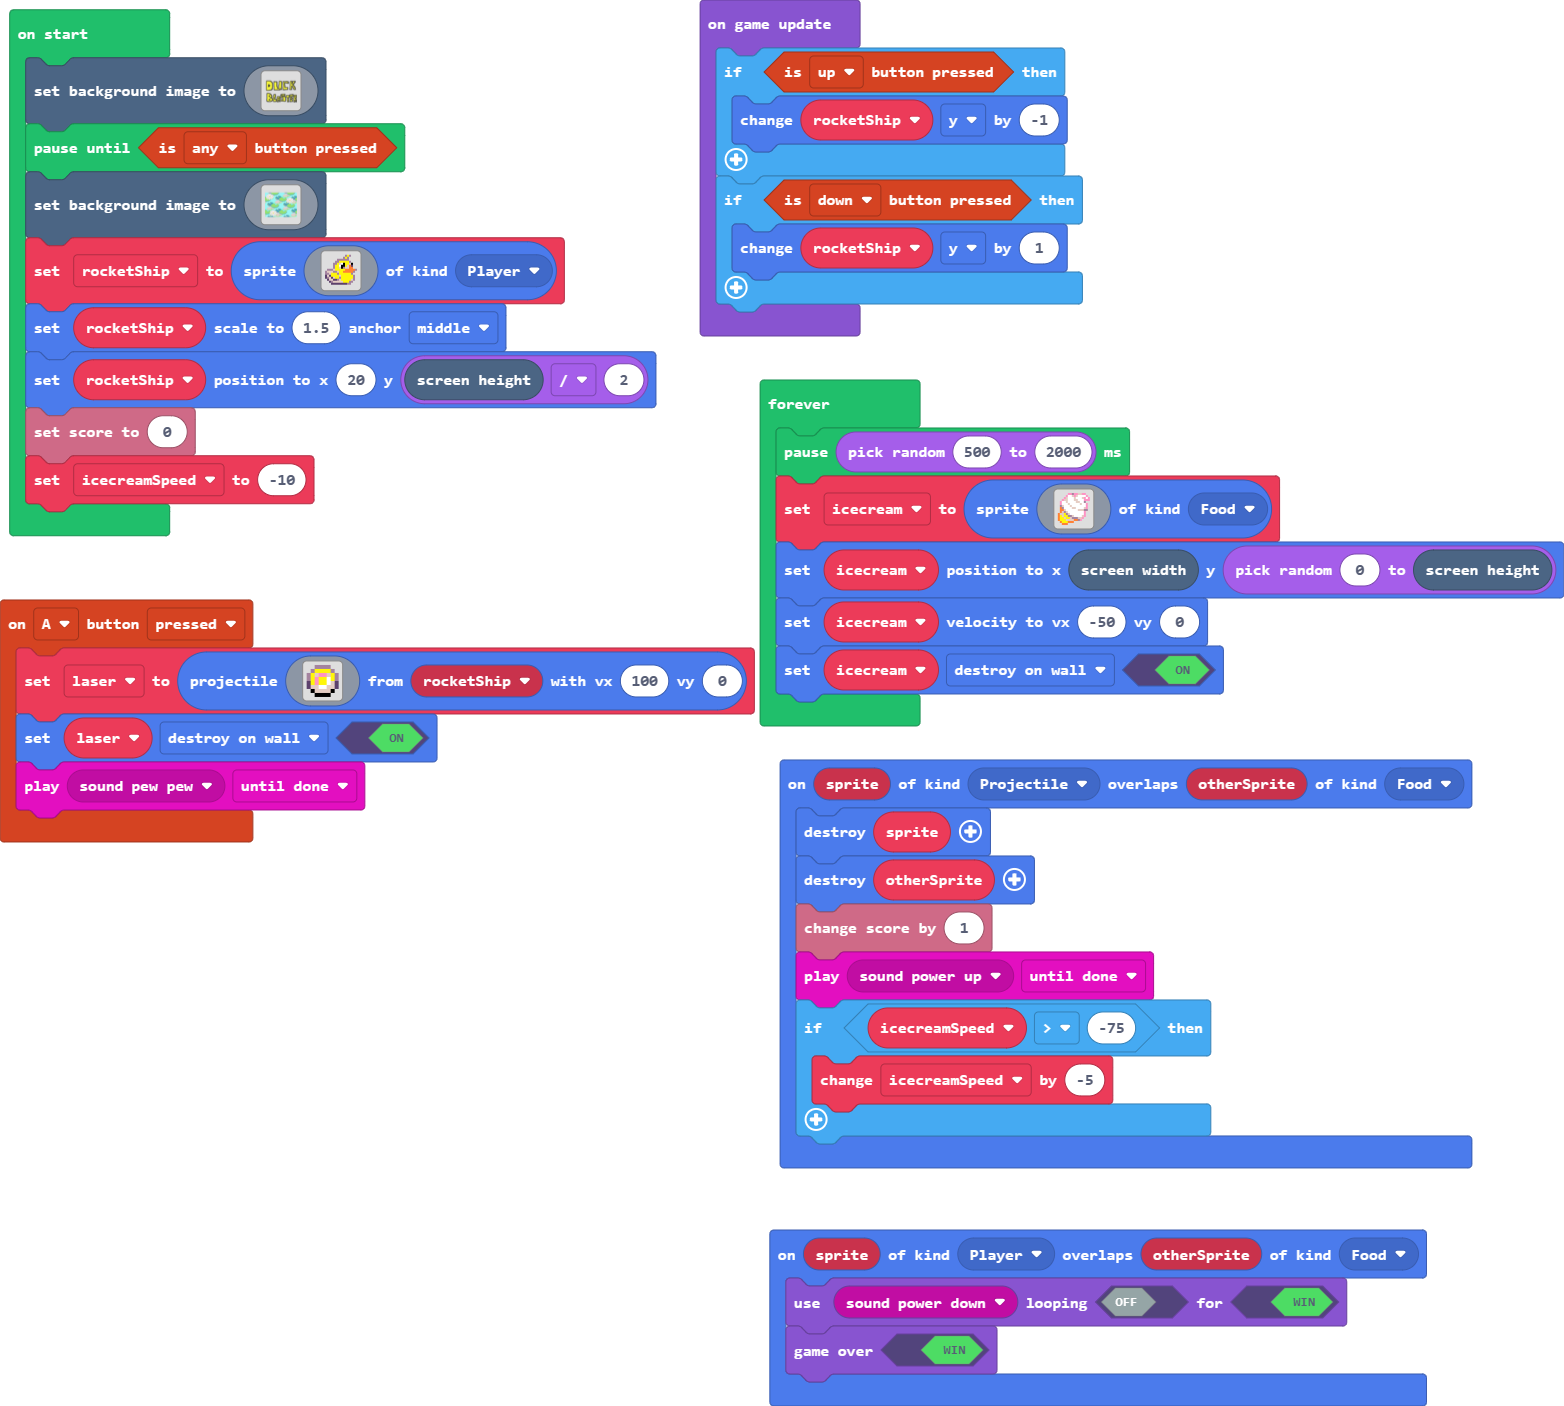 on start
set background image to DUCK
pause until is any button pressed
set background image to
set rocketShip to sprite of kind Player
set rocketShip scale to 1.5 anchor middle
set rocketShip position to x 20 y screen height / 2
set score to 0
set icecreamSpeed to -10
on A button pressed
set laser to projectile from rocketShip with vx 100 vy 0
set laser destroy on wall ON
play sound pew pew until done
on game update
if is up button pressed then
change rocketShip y by -1
if is down button pressed then
change rocketShip y by 1
forever
pause pick random 500 to 2000 ms
set icecream to sprite of kind Food
set icecream position to x screen width y pick random 0 to screen height
set icecream velocity to vx -50 vy 0
set icecream destroy on wall ON
on sprite of kind Projectile overlaps otherSprite of kind Food
destroy sprite
destroy otherSprite
change score by 1
play sound power up until done
if icecreamSpeed > -75 then
change icecreamSpeed by -5
on sprite of kind Player overlaps otherSprite of kind Food
use sound power down looping OFF for WIN
game over WIN